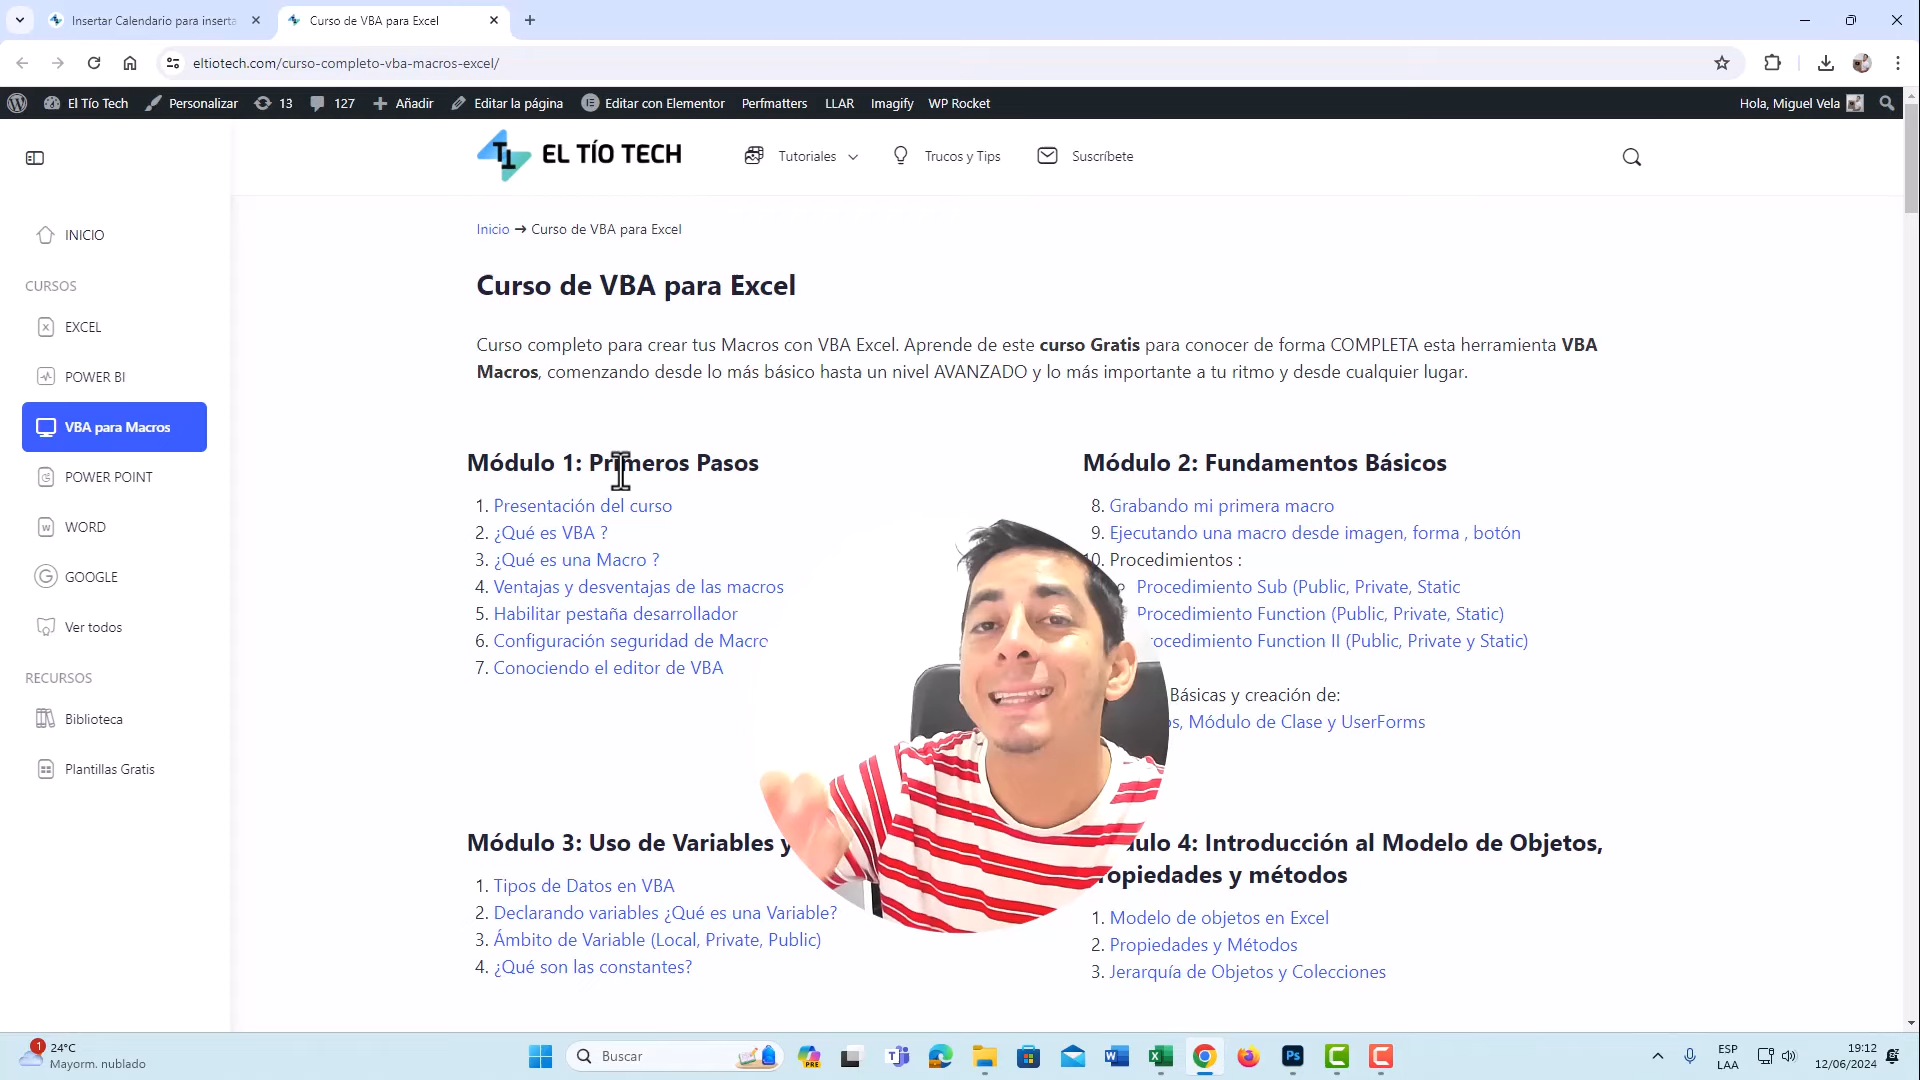 Insertar Calendario para inserta
Curso de VBA para Excel
eltiotech.com/curso-completo-vba-macros-excel/
El Tío Tech
Personalizar
13
127
Añadir
Editar la página
Editar con Elementor
Perfmatters
LLAR
Imagify
WP Rocket
Hola, Miguel Vela
EL TÍO TECH
Tutoriales
Trucos y Tips
Suscríbete
INICIO
CURSOS
EXCEL
POWER BI
VBA para Macros
POWER POINT
WORD
GOOGLE
Ver todos
RECURSOS
Biblioteca
Plantillas Gratis
Inicio ➔ Curso de VBA para Excel
Curso de VBA para Excel
Curso completo para crear tus Macros con VBA Excel. Aprende de este curso Gratis para conocer de forma COMPLETA esta herramienta VBA
Macros, comenzando desde lo más básico hasta un nivel AVANZADO y lo más importante a tu ritmo y desde cualquier lugar.
Módulo 1: Primeros Pasos
1. Presentación del curso
2. ¿Qué es VBA ?
3. ¿Qué es una Macro ?
4. Ventajas y desventajas de las macros
5. Habilitar pestaña desarrollador
6. Configuración seguridad de Macro
7. Conociendo el editor de VBA
Módulo 2: Fundamentos Básicos
8. Grabando mi primera macro
9. Ejecutando una macro desde imagen, forma , botón
10. Procedimientos :
Procedimiento Sub (Public, Private, Static
Procedimiento Function (Public, Private, Static)
rocedimiento Function II (Public, Private y Static)
Básicas y creación de:
os, Módulo de Clase y UserForms
Módulo 3: Uso de Variables y
1. Tipos de Datos en VBA
2. Declarando variables ¿Qué es una Variable?
3. Ámbito de Variable (Local, Private, Public)
4. ¿Qué son las constantes?
ulo 4: Introducción al Modelo de Objetos,
ropiedades y métodos
1. Modelo de objetos en Excel
2. Propiedades y Métodos
3. Jerarquía de Objetos y Colecciones
1
24°C
Mayorm. nublado
Buscar
PRE
Ps
ESP
LAA
19:12
12/06/2024